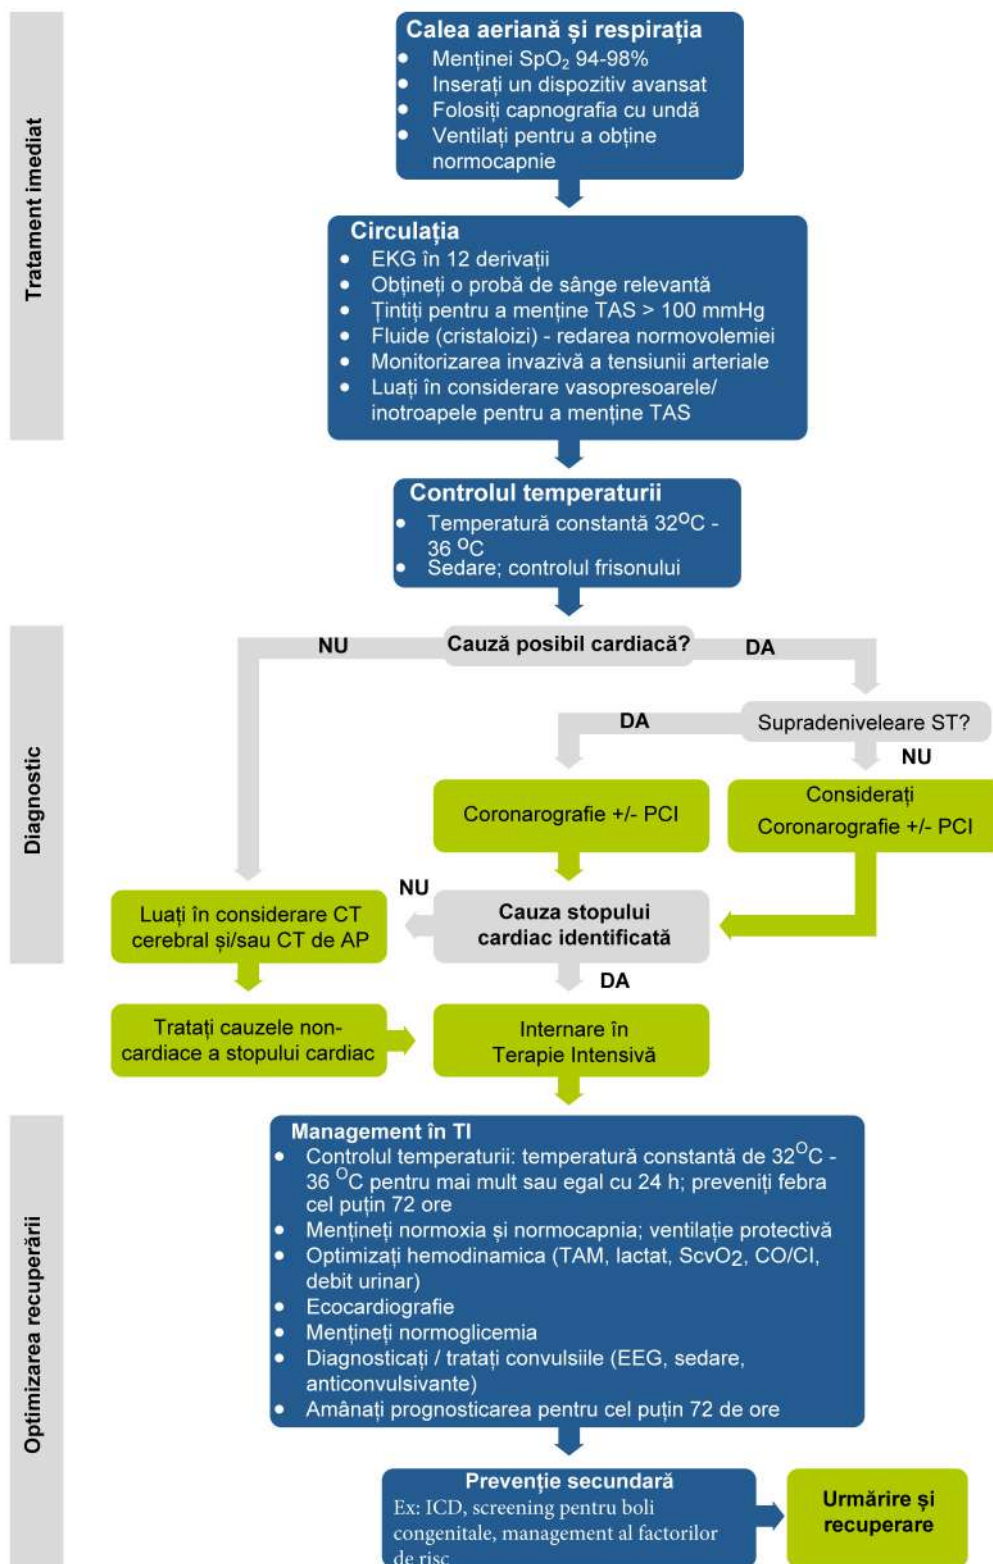 Tratament imediat
Calea aeriană și respirația
• Menținei SpO₂ 94-98%
• Inserați un dispozitiv avansat
• Folosiți capnografia cu undă
• Ventilați pentru a obține
normocapnie
Circulația
• EKG în 12 derivații
• Obțineți o probă de sânge relevantă
• Țintiți pentru a menține TAS > 100 mmHg
• Fluide (cristaloizi) - redarea normovolemiei
• Monitorizarea invazivă a tensiunii arteriale
• Luați în considerare vasopresoarele/
inotroapele pentru a menține TAS
Controlul temperaturii
• Temperatură constantă 32ᴼC -
36 ᴼC
• Sedare; controlul frisonului
Diagnostic
NU
Cauză posibil cardiacă?
DA
Supradeniveleare ST?
DA
NU
Coronarografie +/- PCI
Considerați
Coronarografie +/- PCI
NU
Luați în considerare CT
cerebral și/sau CT de AP
Cauza stopului
cardiac identificată
DA
Tratați cauzele non-
cardiace a stopului cardiac
Internare în
Terapie Intensivă
Optimizarea recuperării
Management în TI
• Controlul temperaturii: temperatură constantă de 32ᴼC -
36 ᴼC pentru mai mult sau egal cu 24 h; preveniți febra
cel puțin 72 ore
• Mențineți normoxia și normocapnia; ventilație protectivă
• Optimizați hemodinamica (TAM, lactat, ScvO2, CO/CI,
debit urinar)
• Ecocardiografie
• Mențineți normoglicemia
• Diagnosticați / tratați convulsiile (EEG, sedare,
anticonvulsivante)
• Amânați prognosticarea pentru cel puțin 72 de ore
Prevenție secundară
Ex: ICD, screening pentru boli
congenitale, management al factorilor
de risc
Urmărire și
recuperare